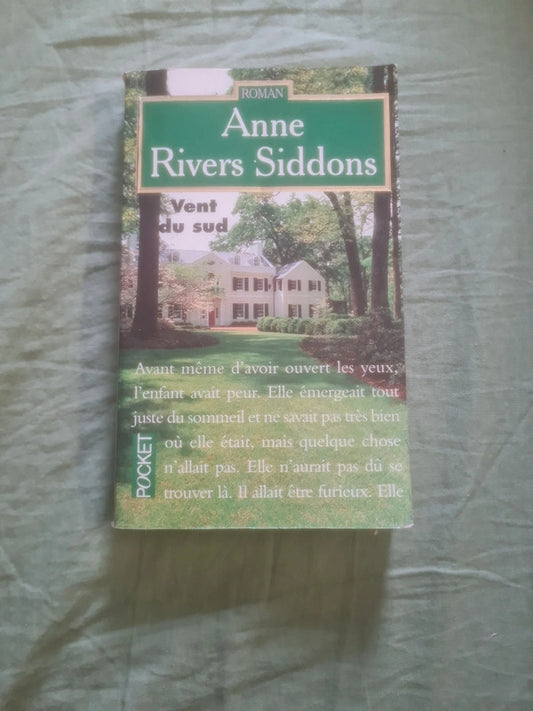 ROMAN
Anne
Rivers Siddons
Vent
du sud
Avant même d'avoir ouvert les yeux,
l'enfant avait peur. Elle émergeait tout
juste du sommeil et ne savait pas très bien
où elle était, mais quelque chose
n'allait pas. Elle n'aurait pas dû se
trouver là. Il allait être furieux. Elle
POCKET